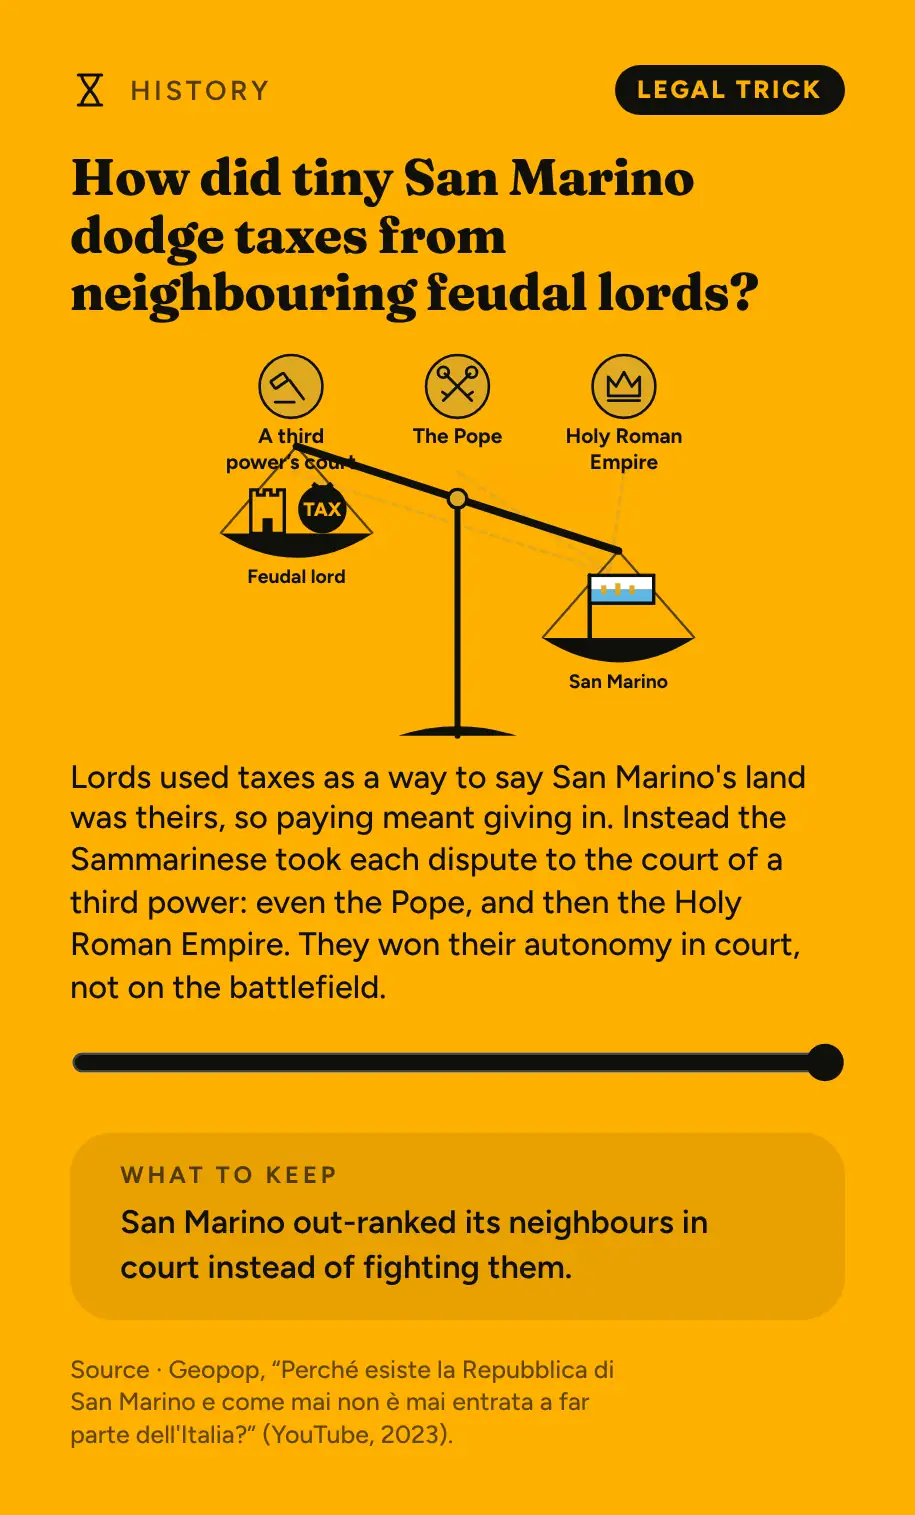 HISTORY
LEGAL TRICK
How did tiny San Marino
dodge taxes from
neighbouring feudal lords?
A third
power's court
The Pope
Holy Roman
Empire
TAX
Feudal lord
San Marino
Lords used taxes as a way to say San Marino's land
was theirs, so paying meant giving in. Instead the
Sammarinese took each dispute to the court of a
third power: even the Pope, and then the Holy
Roman Empire. They won their autonomy in court,
not on the battlefield.
WHAT TO KEEP
San Marino out-ranked its neighbours in
court instead of fighting them.
Source · Geopop, “Perché esiste la Repubblica di
San Marino e come mai non è mai entrata a far
parte dell'Italia?” (YouTube, 2023).